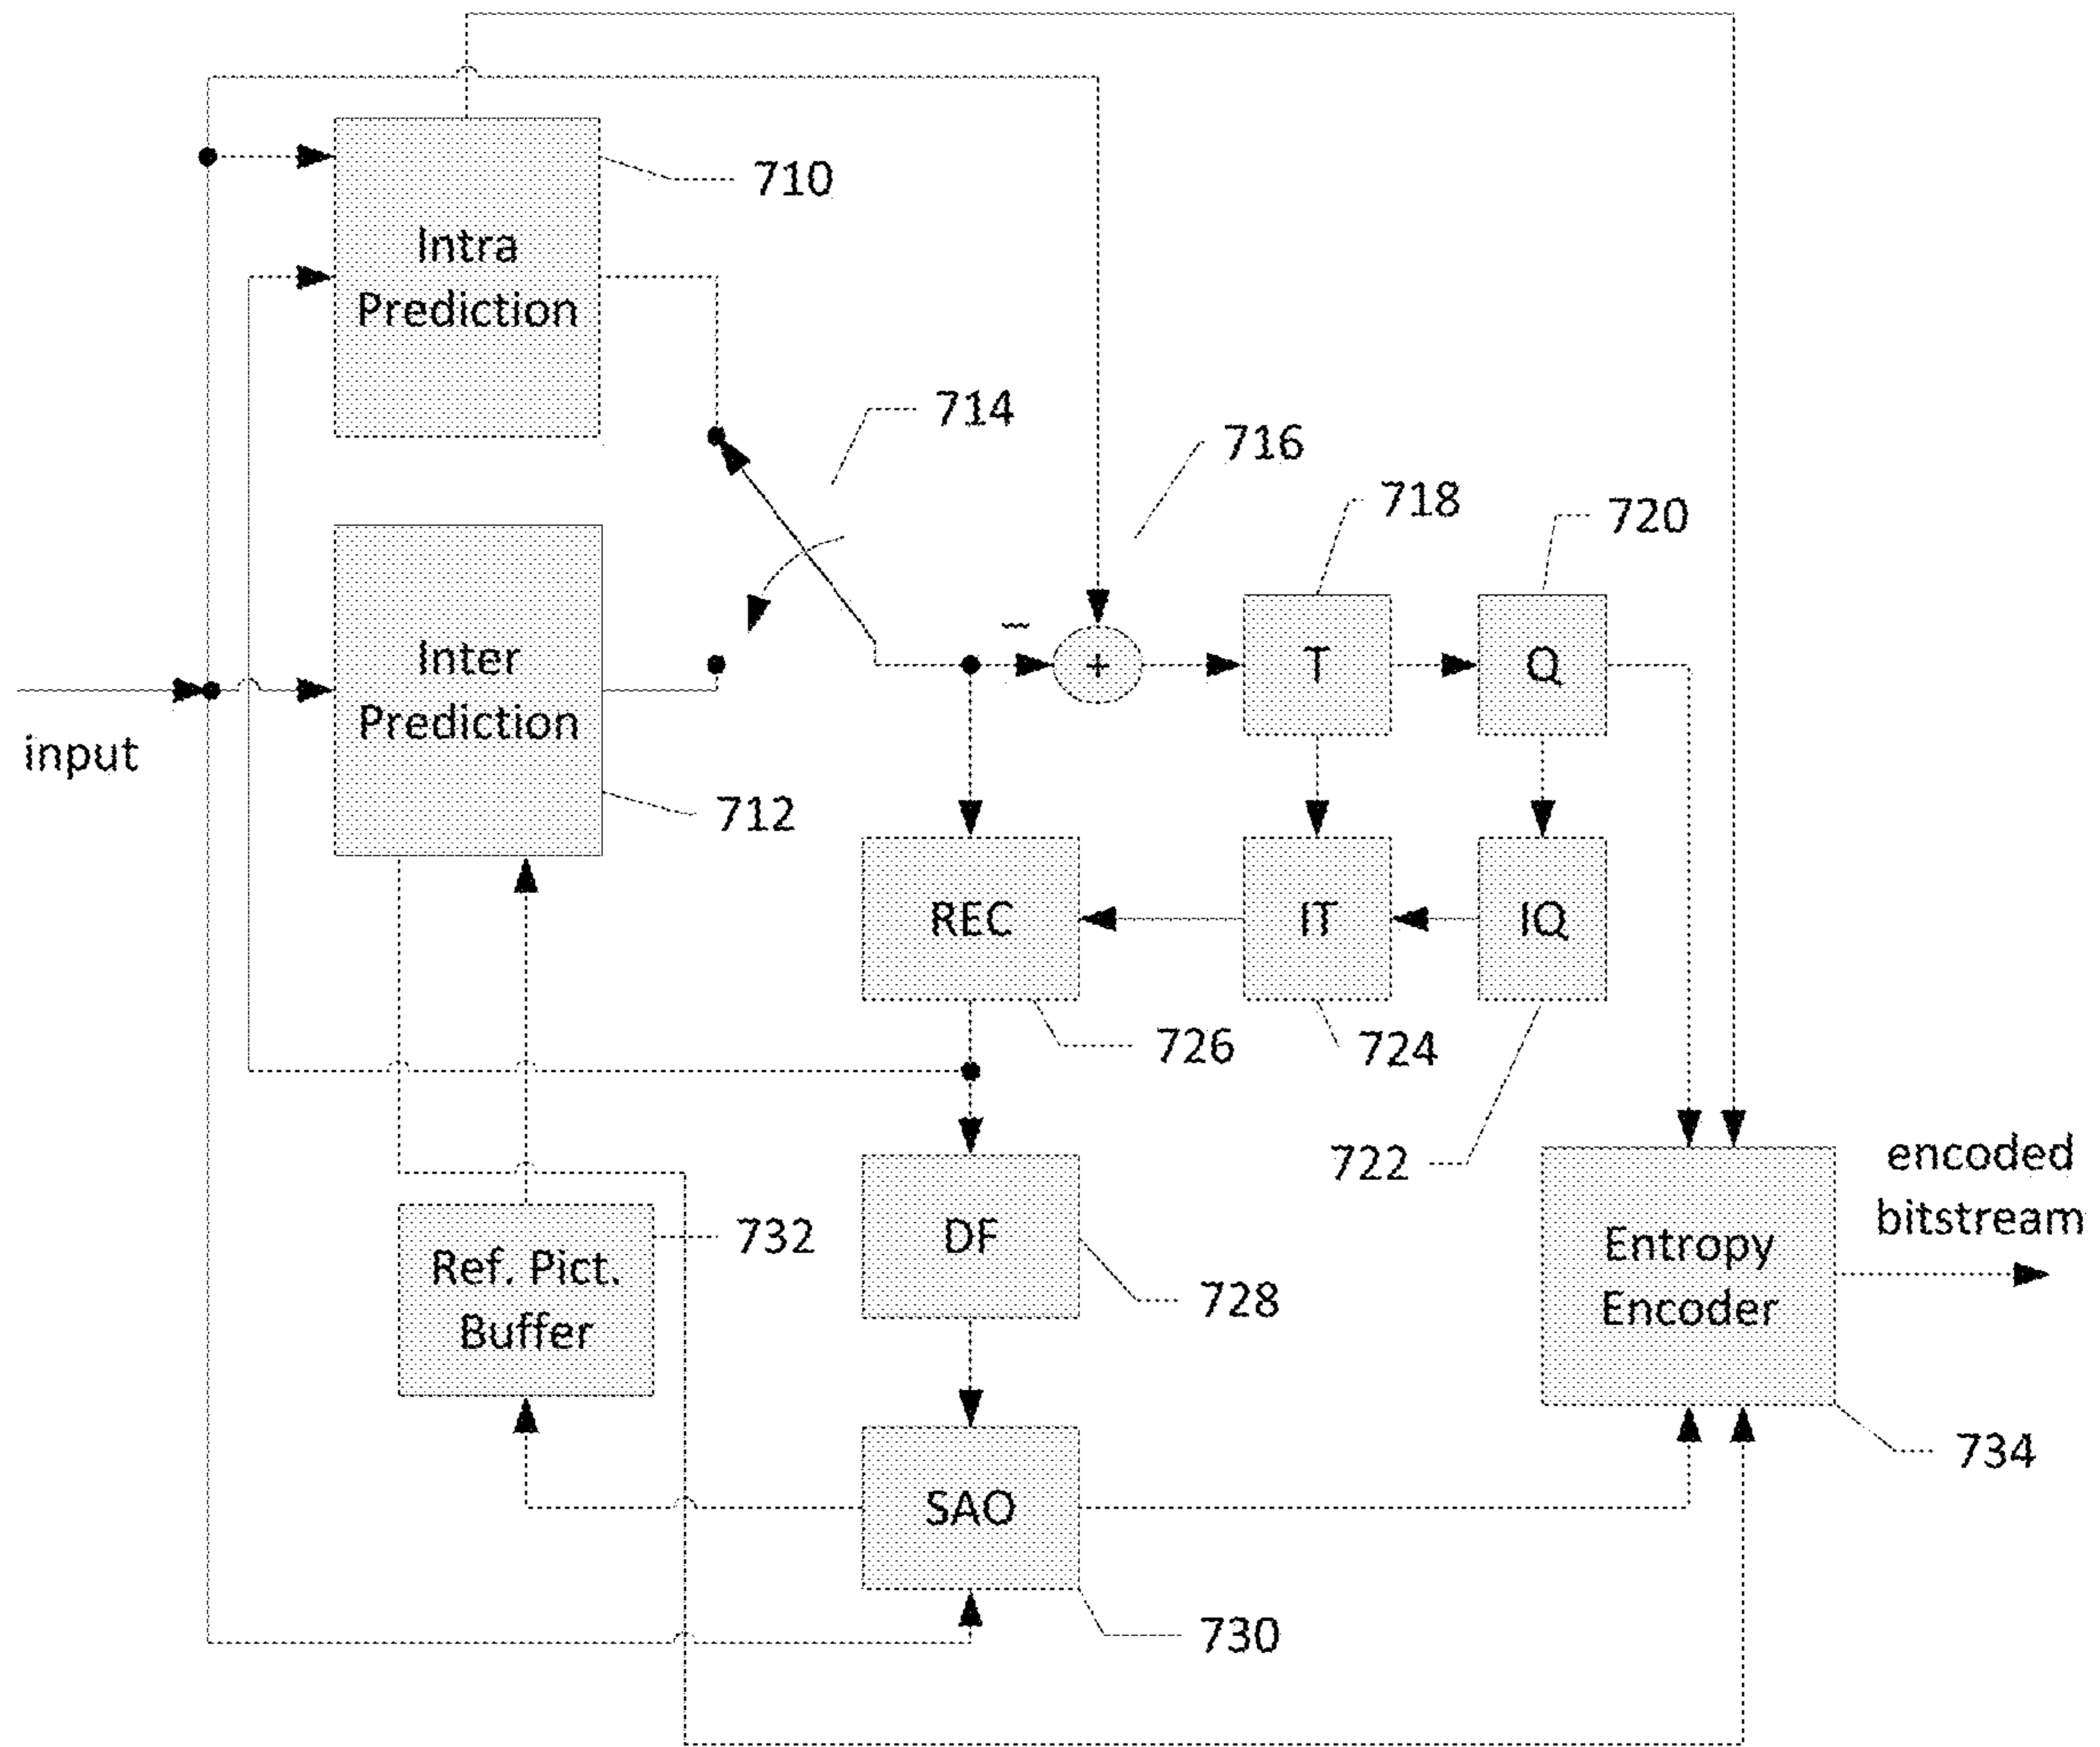 710
Intra
Prediction
714
716
718
720
−
+
T
Q
Inter
Prediction
input
712
REC
IT
IQ
726
724
722
encoded
bitstream
DF
732
Ref. Pict.
Buffer
728
Entropy
Encoder
734
SAO
730